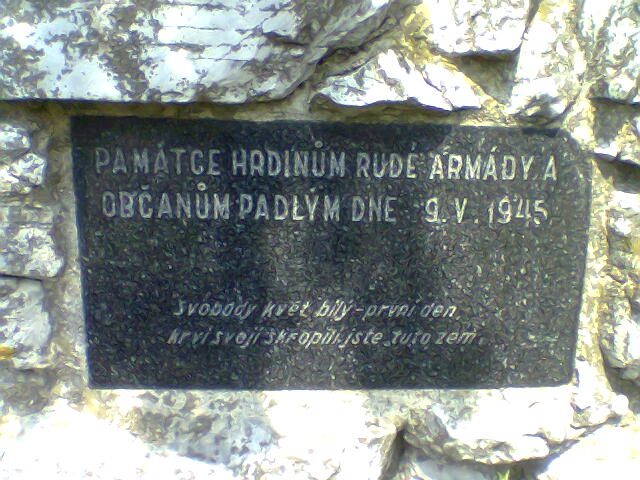 PAMÁTCE HRDINŮM RUDÉ ARMÁDY A
OBČANŮM PADLÝM DNE 9. V. 1945
Svobody květ bílý - první den
krví svojí skropili jste tuto zem.